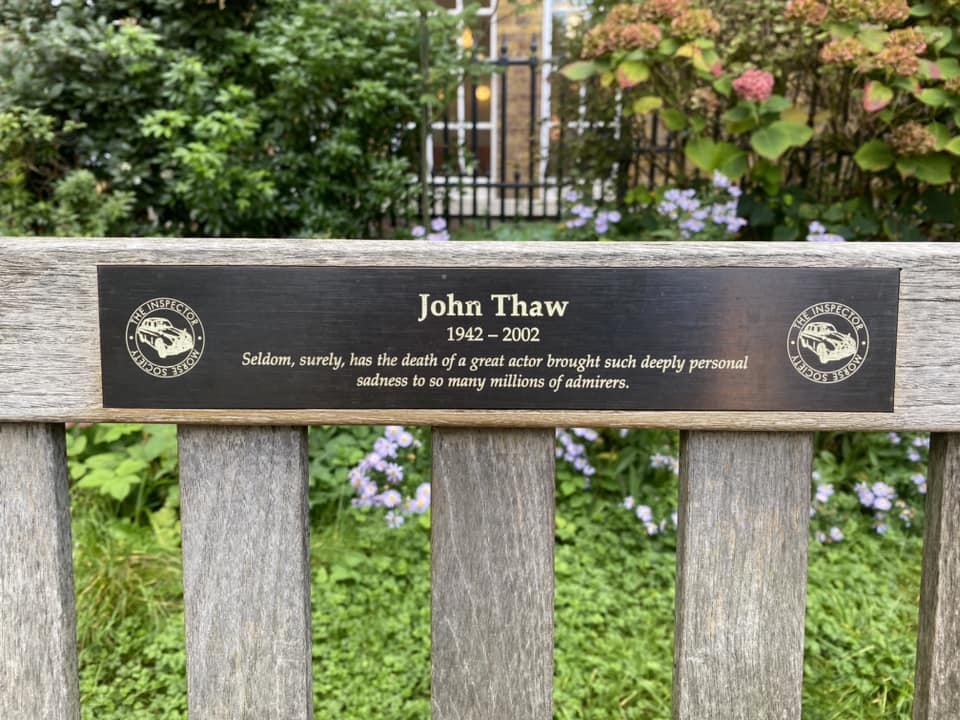 John Thaw
1942 – 2002
Seldom, surely, has the death of a great actor brought such deeply personal
sadness to so many millions of admirers.
THE INSPECTOR
MORSE SOCIETY
THE INSPECTOR
MORSE SOCIETY